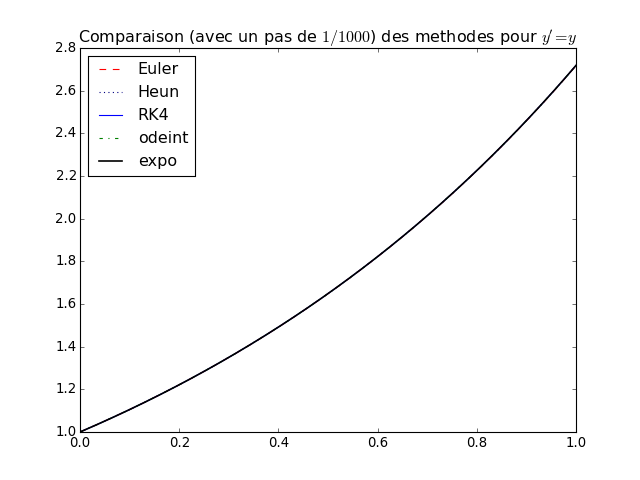 Comparaison (avec un pas de 1/1000) des methodes pour y′=y
2.8
Euler
Heun
RK4
odeint
expo
2.6
2.4
2.2
2.0
1.8
1.6
1.4
1.2
1.0
0.0 0.2 0.4 0.6 0.8 1.0